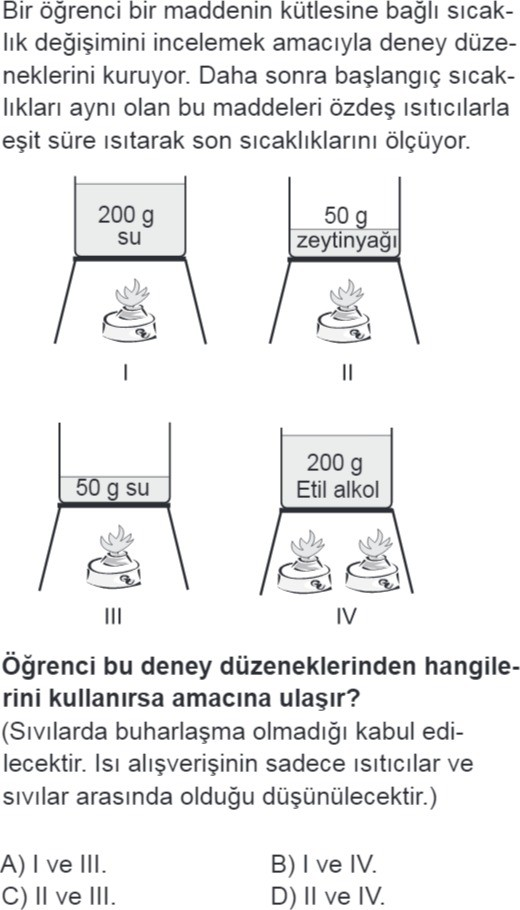 Bir öğrenci bir maddenin kütlesine bağlı sıcak-
lık değişimini incelemek amacıyla deney düze-
neklerini kuruyor. Daha sonra başlangıç sıcak-
lıkları aynı olan bu maddeleri özdeş ısıtıcılarla
eşit süre ısıtarak son sıcaklıklarını ölçüyor.
200 g
su
50 g
zeytinyağı
I
II
50 g su
200 g
Etil alkol
III
IV
Öğrenci bu deney düzeneklerinden hangile-
rini kullanırsa amacına ulaşır?
(Sıvılarda buharlaşma olmadığı kabul edi-
lecektir. Isı alışverişinin sadece ısıtıcılar ve
sıvılar arasında olduğu düşünülecektir.)
A) I ve III.
B) I ve IV.
C) II ve III.
D) II ve IV.